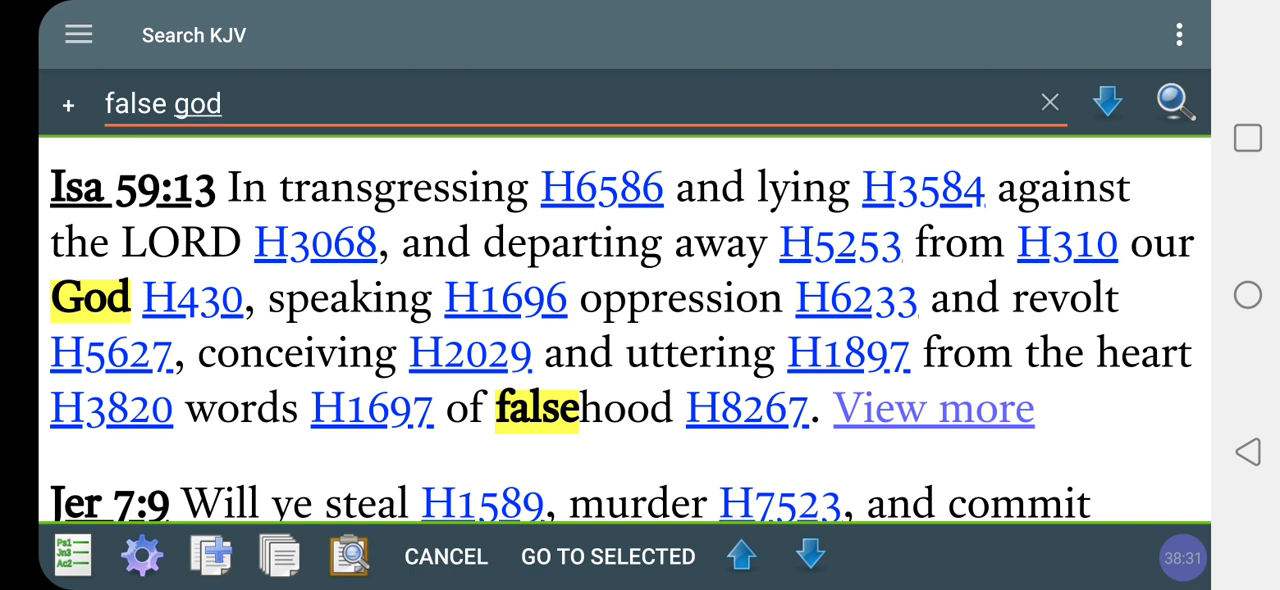 Search KJV
+ false god
Isa 59:13 In transgressing H6586 and lying H3584 against
the LORD H3068, and departing away H5253 from H310 our
God H430, speaking H1696 oppression H6233 and revolt
H5627, conceiving H2029 and uttering H1897 from the heart
H3820 words H1697 of falsehood H8267. View more
Jer 7:9 Will ye steal H1589, murder H7523, and commit
Ps1
Jn3
Ac2
CANCEL GO TO SELECTED
38:31